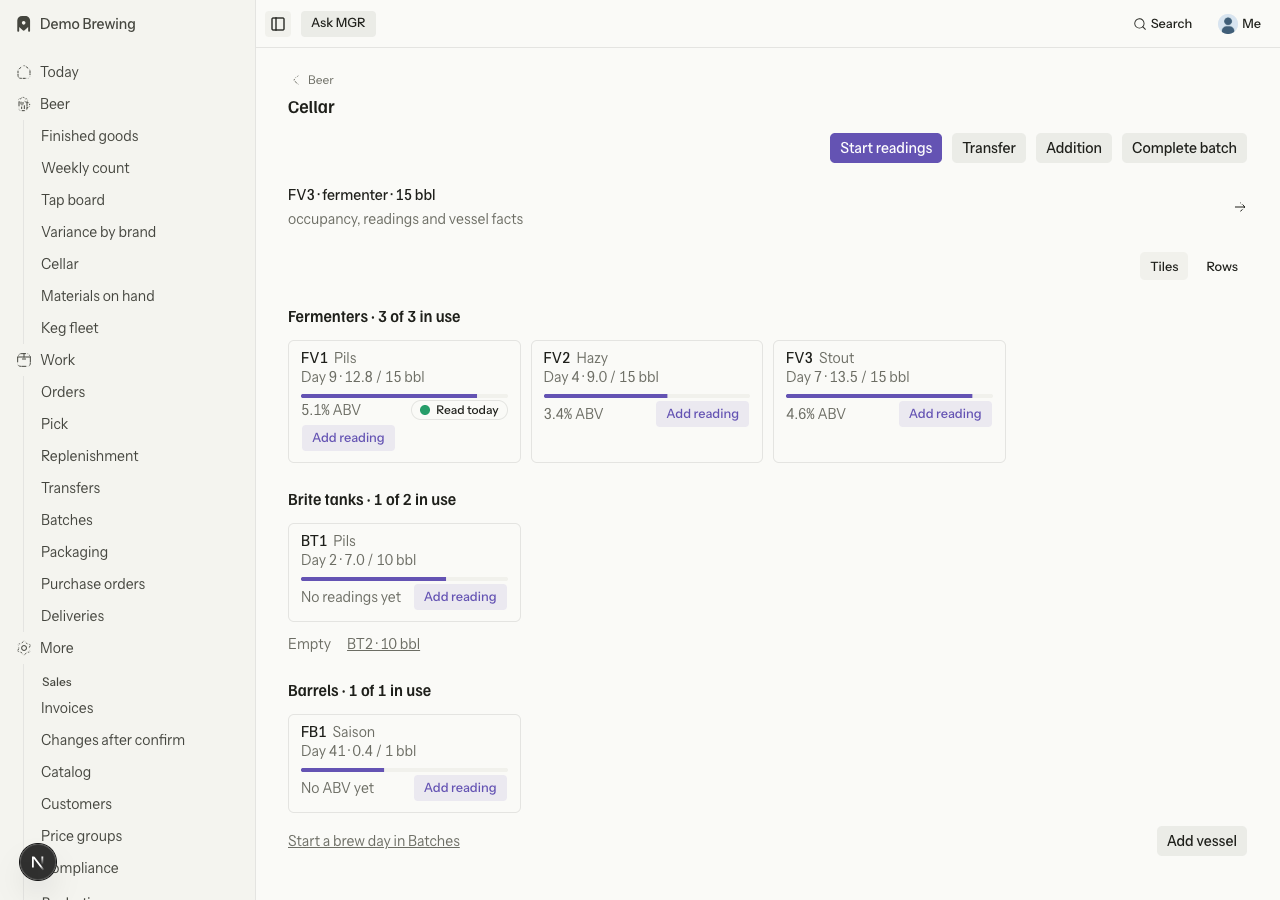 Demo Brewing
Ask MGR
Search
Me
Today
Beer
Finished goods
Weekly count
Tap board
Variance by brand
Cellar
Materials on hand
Keg fleet
Work
Orders
Pick
Replenishment
Transfers
Batches
Packaging
Purchase orders
Deliveries
More
Sales
Invoices
Changes after confirm
Catalog
Customers
Price groups
N
Beer
Cellar
Start readings
Transfer
Addition
Complete batch
FV3 · fermenter · 15 bbl
occupancy, readings and vessel facts
Tiles
Rows
Fermenters · 3 of 3 in use
FV1 Pils
Day 9 · 12.8 / 15 bbl
5.1% ABV
Read today
Add reading
FV2 Hazy
Day 4 · 9.0 / 15 bbl
3.4% ABV
Add reading
FV3 Stout
Day 7 · 13.5 / 15 bbl
4.6% ABV
Add reading
Brite tanks · 1 of 2 in use
BT1 Pils
Day 2 · 7.0 / 10 bbl
No readings yet
Add reading
Empty BT2 · 10 bbl
Barrels · 1 of 1 in use
FB1 Saison
Day 41 · 0.4 / 1 bbl
No ABV yet
Add reading
Start a brew day in Batches
Add vessel